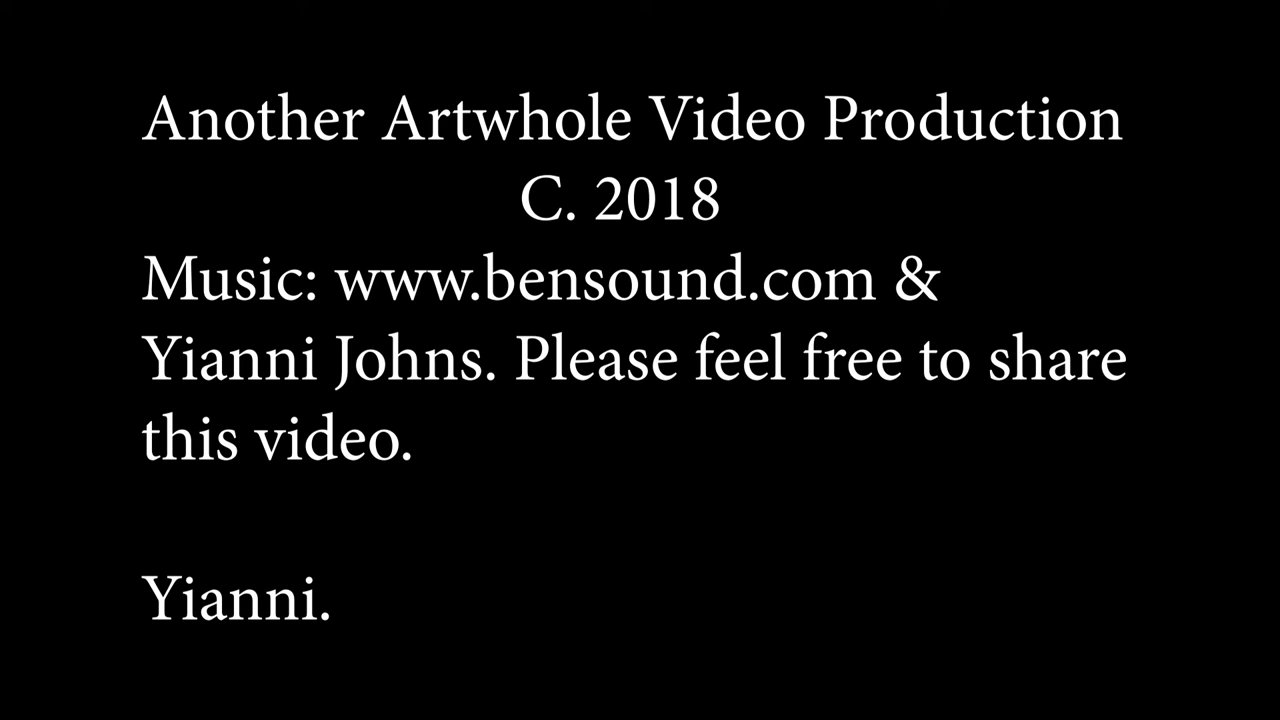 Another Artwhole Video Production
C. 2018
Music: www.bensound.com &
Yianni Johns. Please feel free to share
this video.
Yianni.